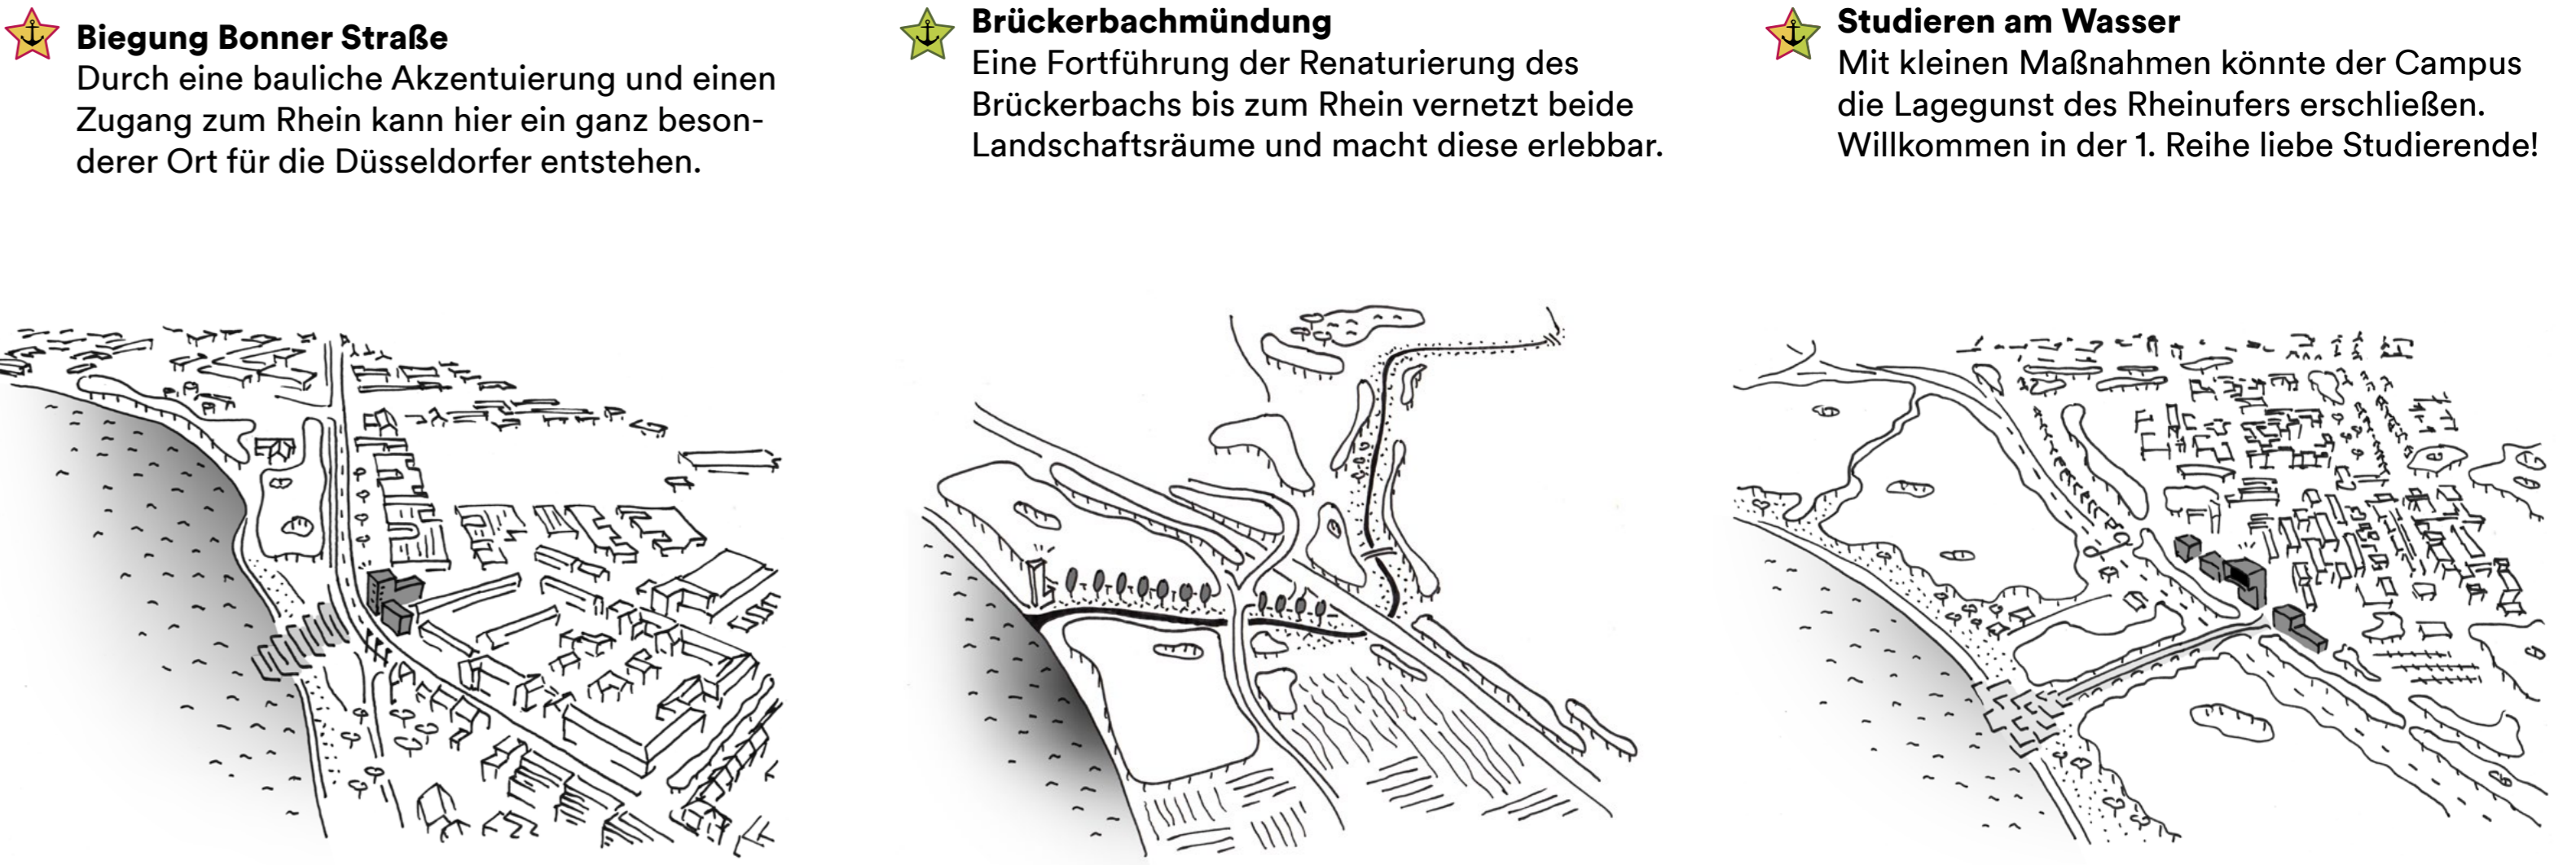 Biegung Bonner Straße
Durch eine bauliche Akzentuierung und einen
Zugang zum Rhein kann hier ein ganz beson-
derer Ort für die Düsseldorfer entstehen.
Brückerbachmündung
Eine Fortführung der Renaturierung des
Brückerbachs bis zum Rhein vernetzt beide
Landschaftsräume und macht diese erlebbar.
Studieren am Wasser
Mit kleinen Maßnahmen könnte der Campus
die Lagegunst des Rheinufers erschließen.
Willkommen in der 1. Reihe liebe Studierende!